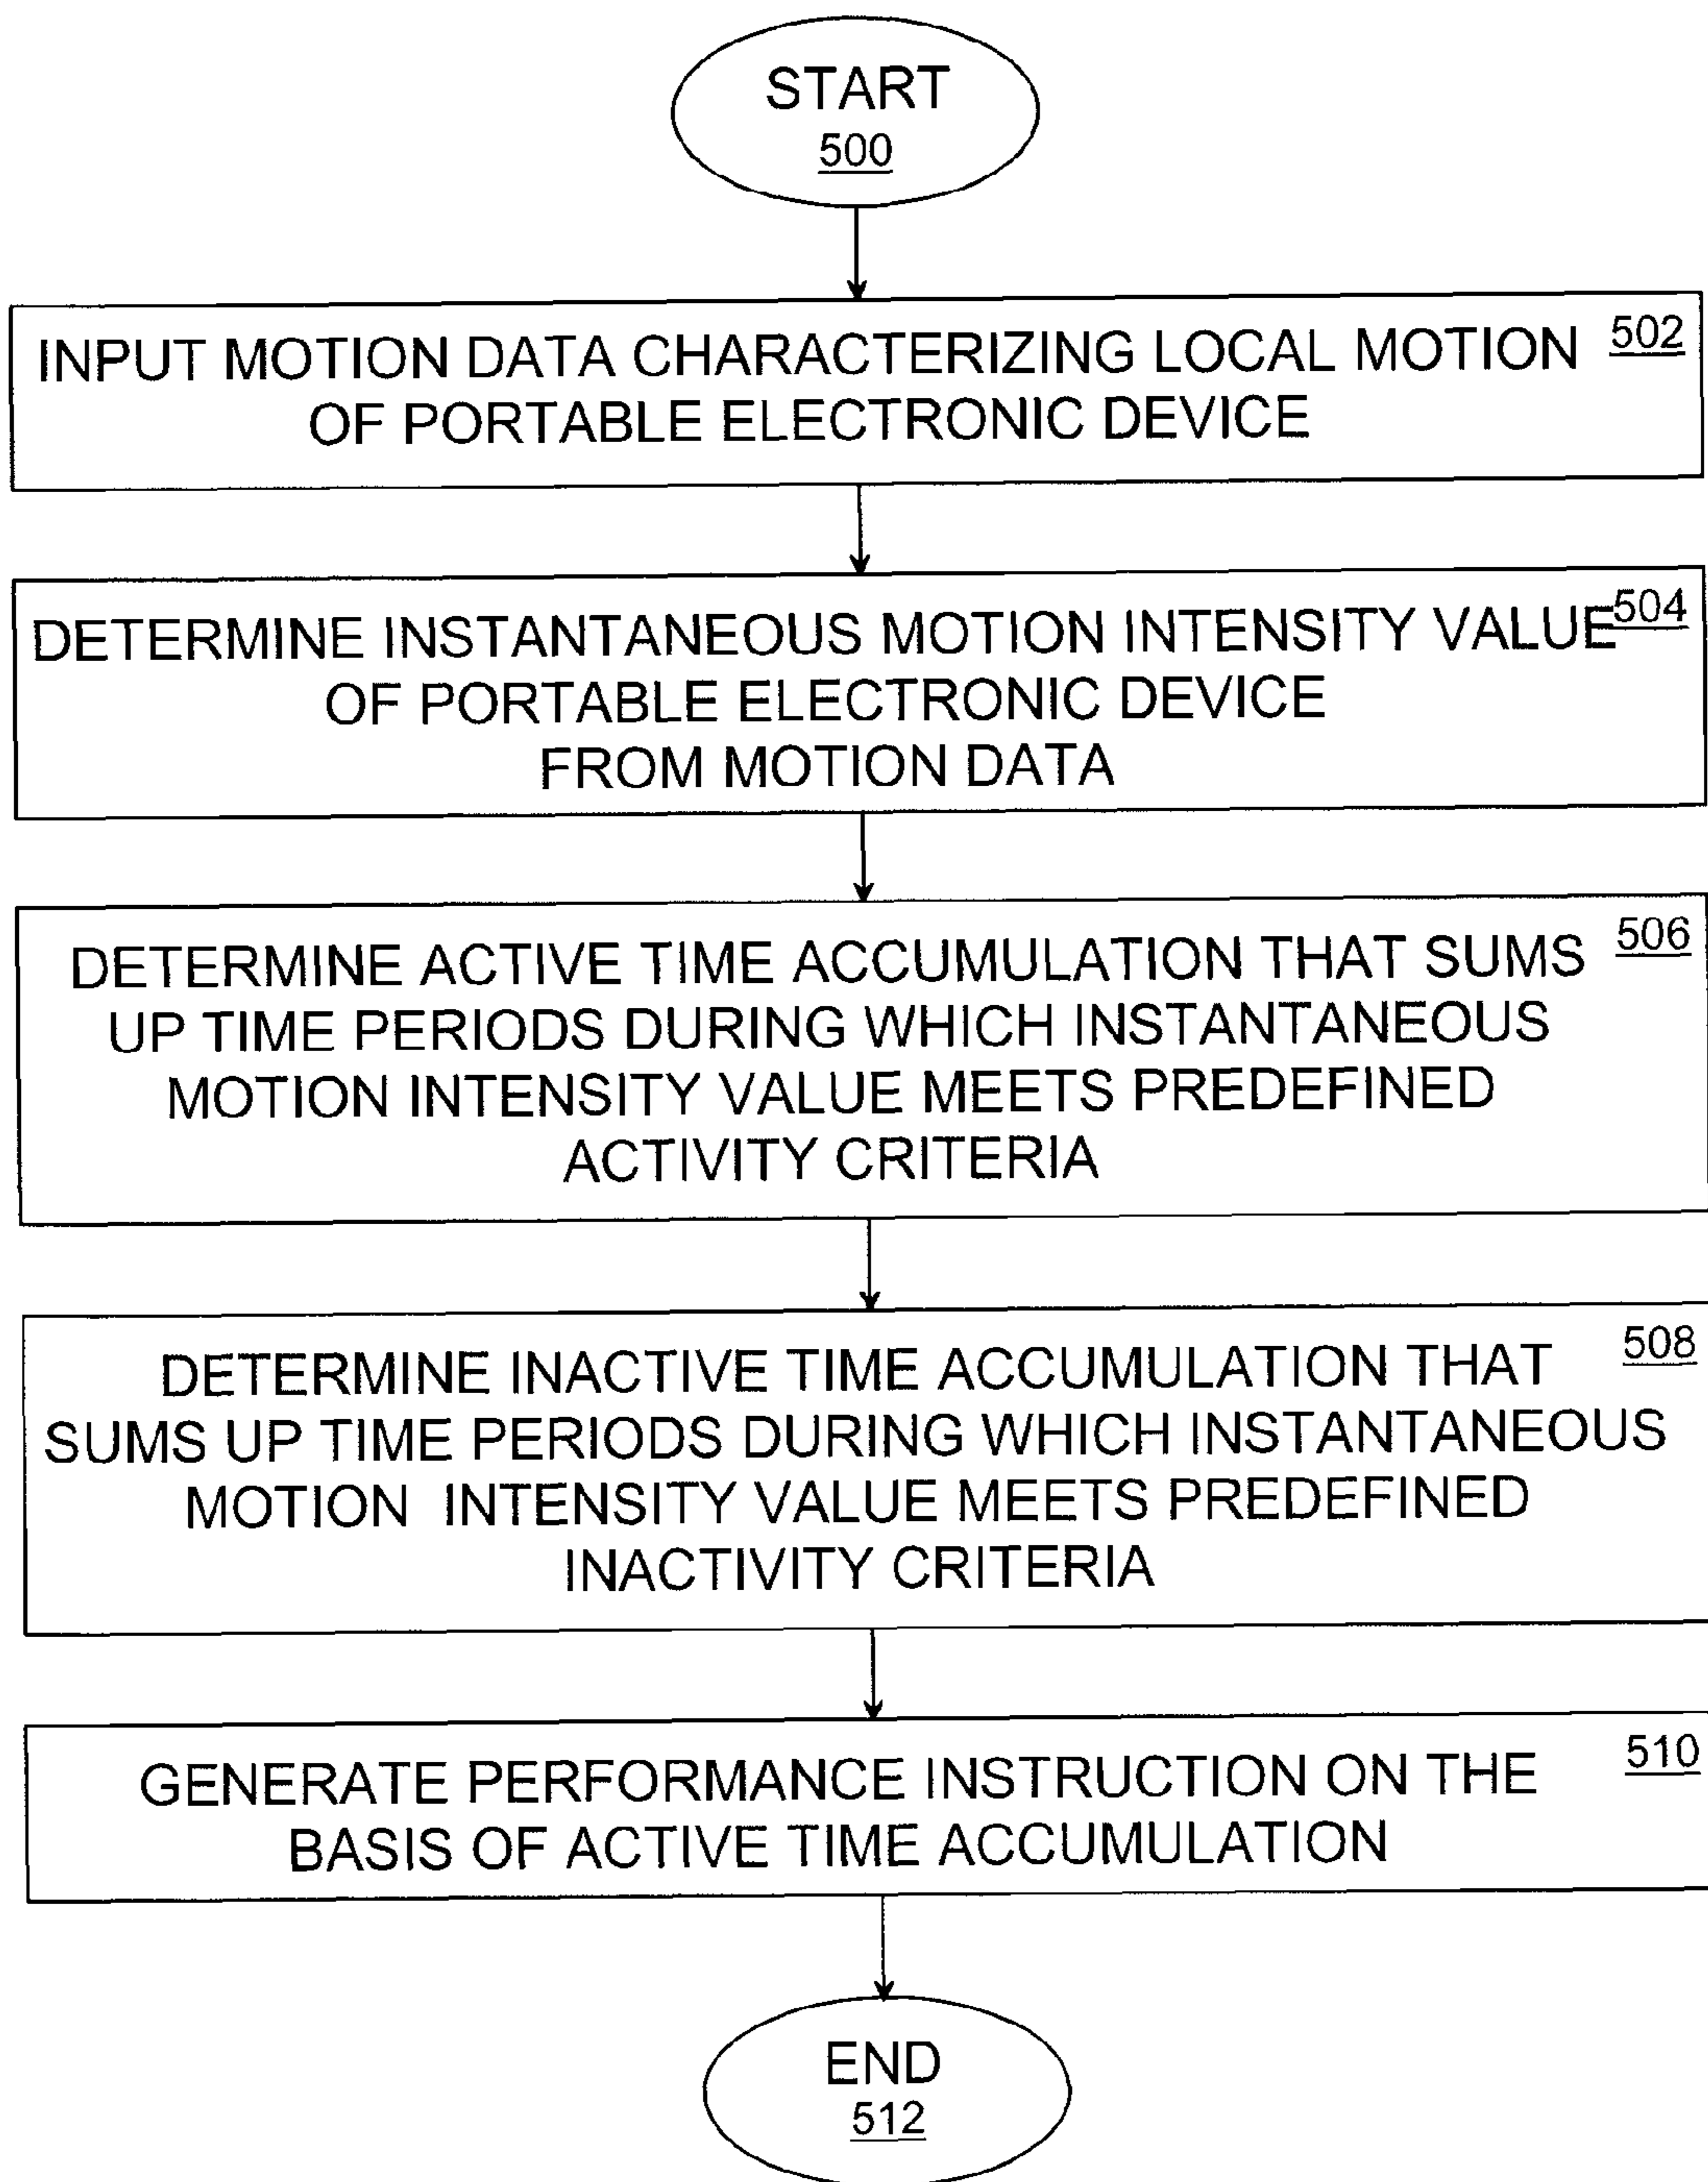 START
500
INPUT MOTION DATA CHARACTERIZING LOCAL MOTION 502
OF PORTABLE ELECTRONIC DEVICE
DETERMINE INSTANTANEOUS MOTION INTENSITY VALUE 504
OF PORTABLE ELECTRONIC DEVICE
FROM MOTION DATA
DETERMINE ACTIVE TIME ACCUMULATION THAT SUMS 506
UP TIME PERIODS DURING WHICH INSTANTANEOUS
MOTION INTENSITY VALUE MEETS PREDEFINED
ACTIVITY CRITERIA
DETERMINE INACTIVE TIME ACCUMULATION THAT 508
SUMS UP TIME PERIODS DURING WHICH INSTANTANEOUS
MOTION INTENSITY VALUE MEETS PREDEFINED
INACTIVITY CRITERIA
GENERATE PERFORMANCE INSTRUCTION ON THE 510
BASIS OF ACTIVE TIME ACCUMULATION
END
512